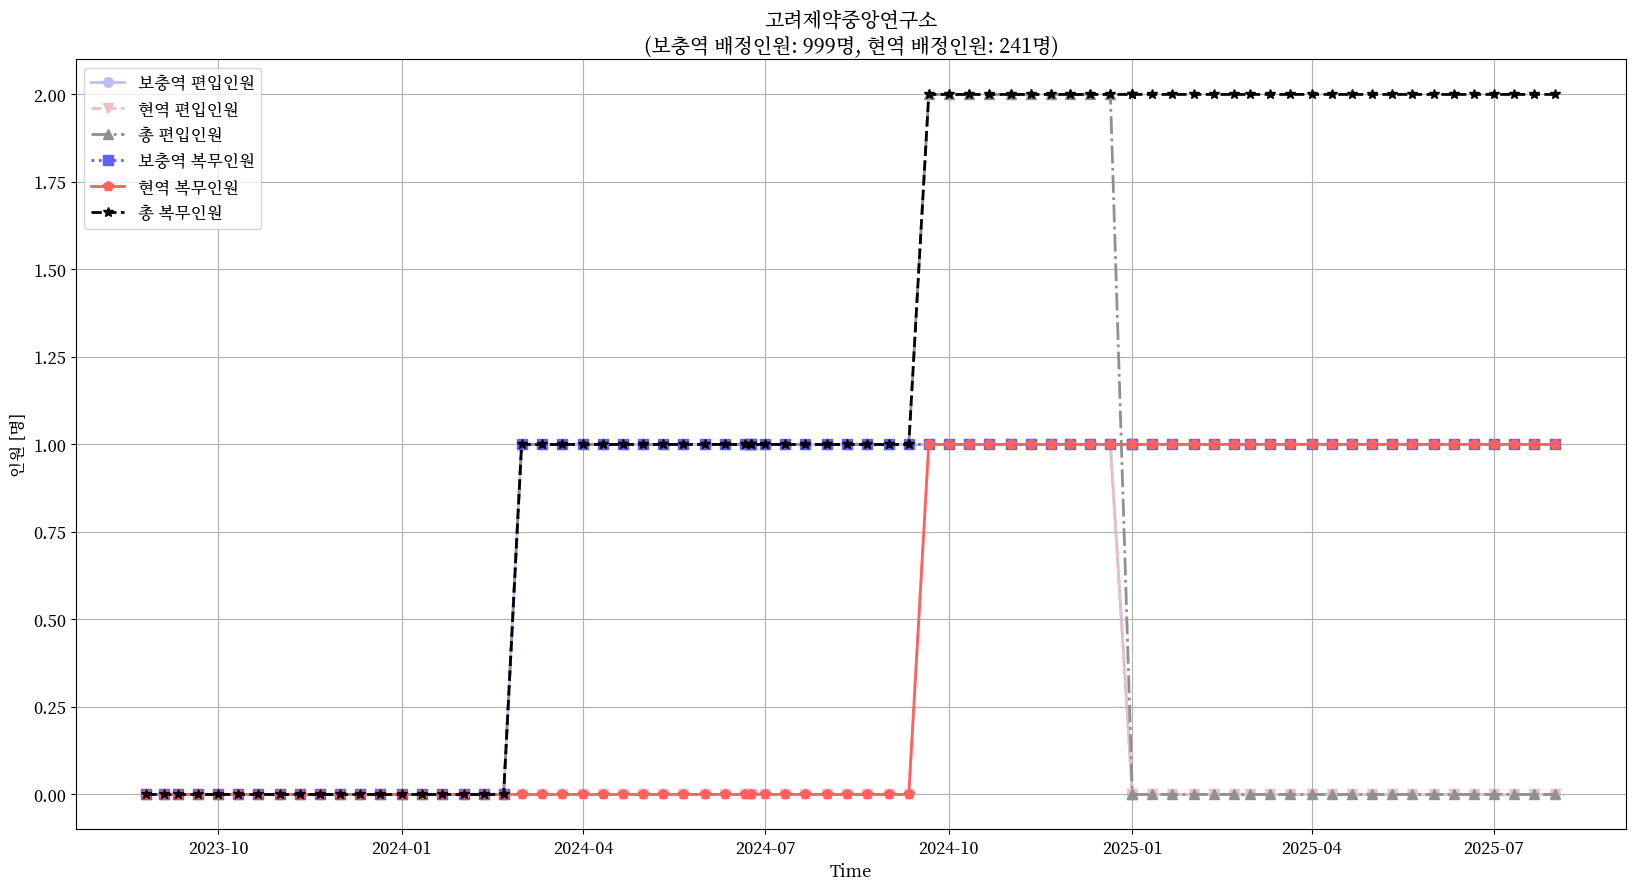 고려제약중앙연구소
(보충역 배정인원: 999명, 현역 배정인원: 241명)
보충역 편입인원
현역 편입인원
총 편입인원
보충역 복무인원
현역 복무인원
총 복무인원
2.00
1.75
1.50
1.25
1.00
0.75
0.50
0.25
0.00
인원 [명]
2023-10
2024-01
2024-04
2024-07
2024-10
2025-01
2025-04
2025-07
Time